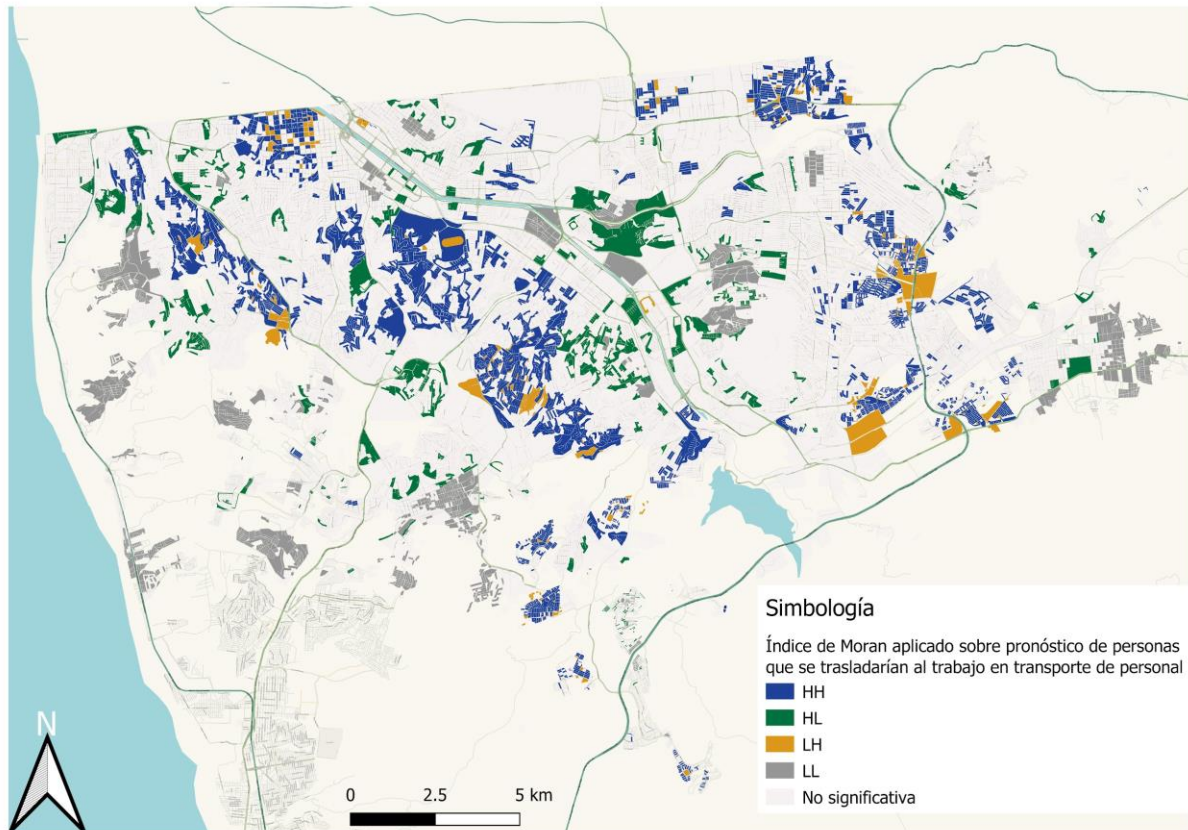 Simbología
Índice de Moran aplicado sobre pronóstico de personas
que se trasladarían al trabajo en transporte de personal
HH
HL
LH
LL
No significativa
N
0 2.5 5 km